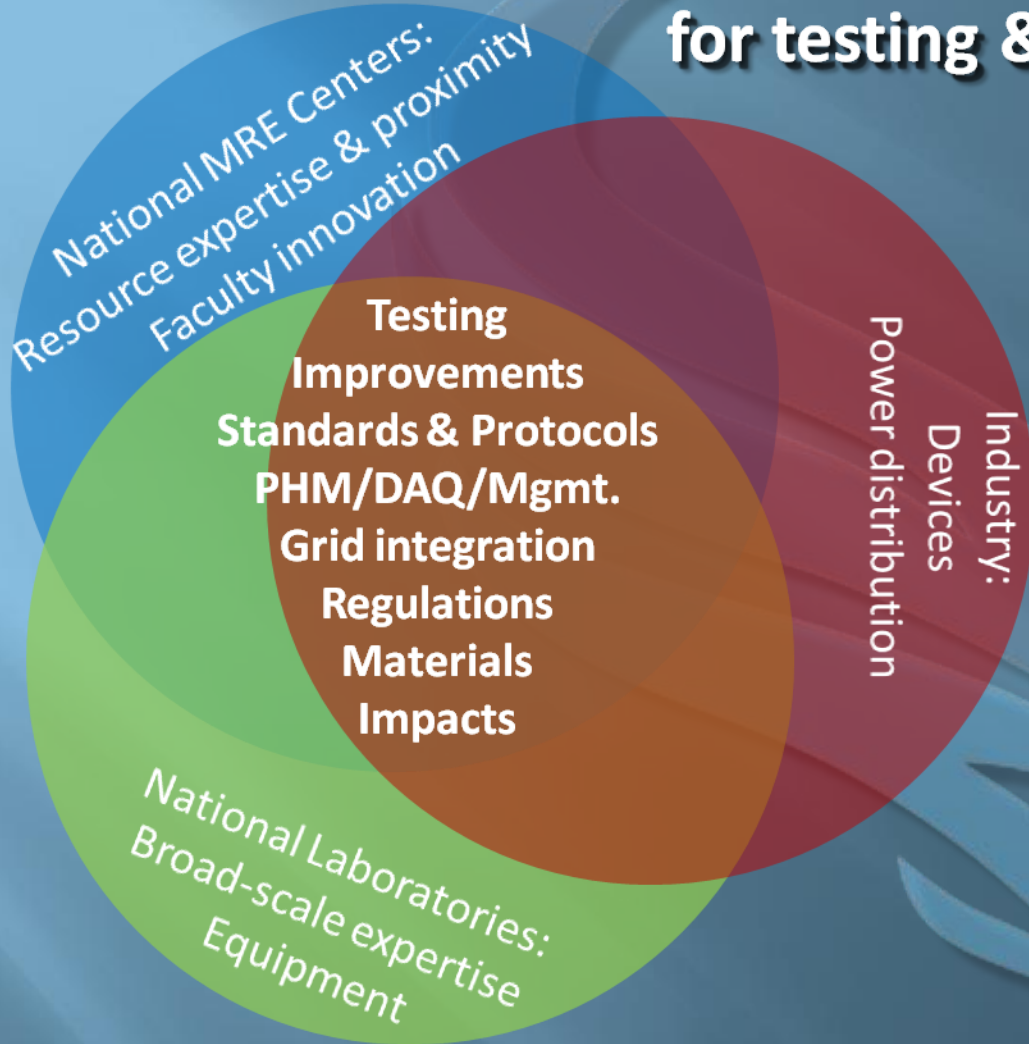 for testing &
National MRE Centers:
Resource expertise & proximity
Faculty innovation
Testing
Improvements
Standards & Protocols
PHM/DAQ/Mgmt.
Grid integration
Regulations
Materials
Impacts
Industry:
Devices
Power distribution
National Laboratories:
Broad-scale expertise
Equipment